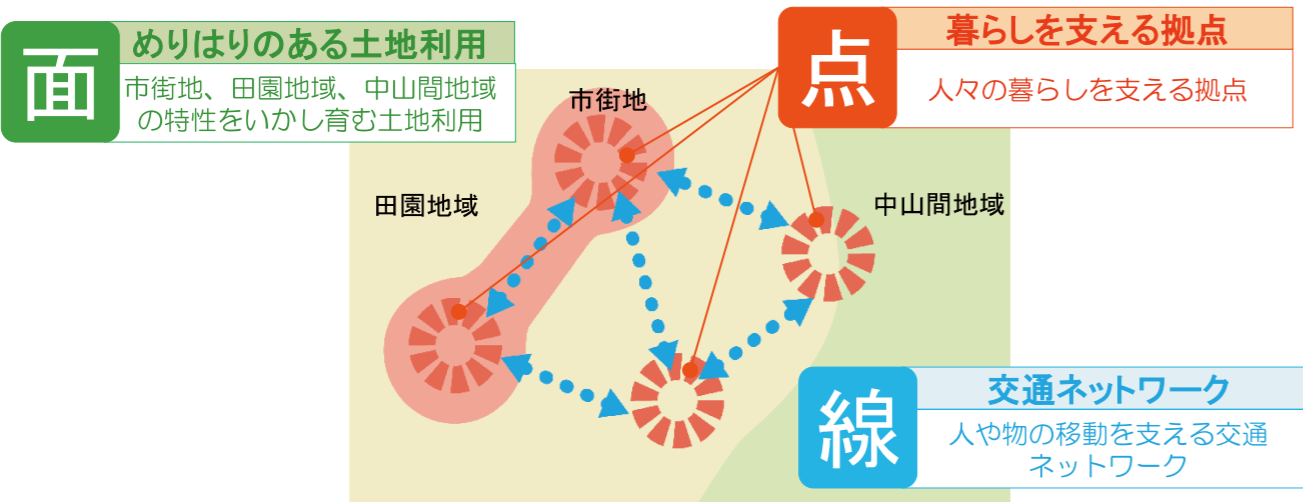 面
めりはりのある土地利用
市街地、田園地域、中山間地域
の特性をいかし育む土地利用
点
暮らしを支える拠点
人々の暮らしを支える拠点
市街地
田園地域
中山間地域
線
交通ネットワーク
人や物の移動を支える交通
ネットワーク